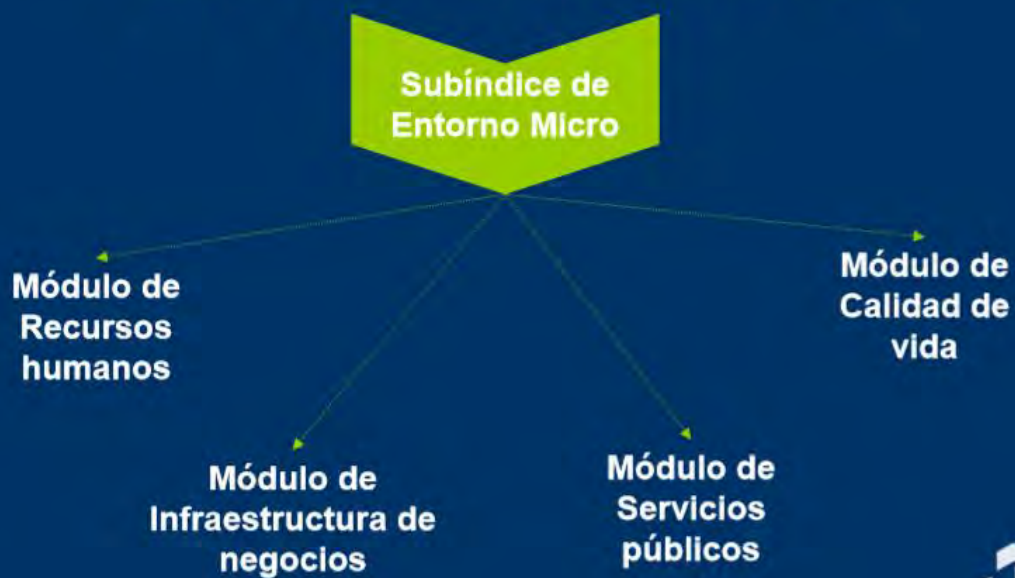 Subíndice de
Entorno Micro
Módulo de
Recursos
humanos
Módulo de
Infraestructura de
negocios
Módulo de
Servicios
públicos
Módulo de
Calidad de
vida